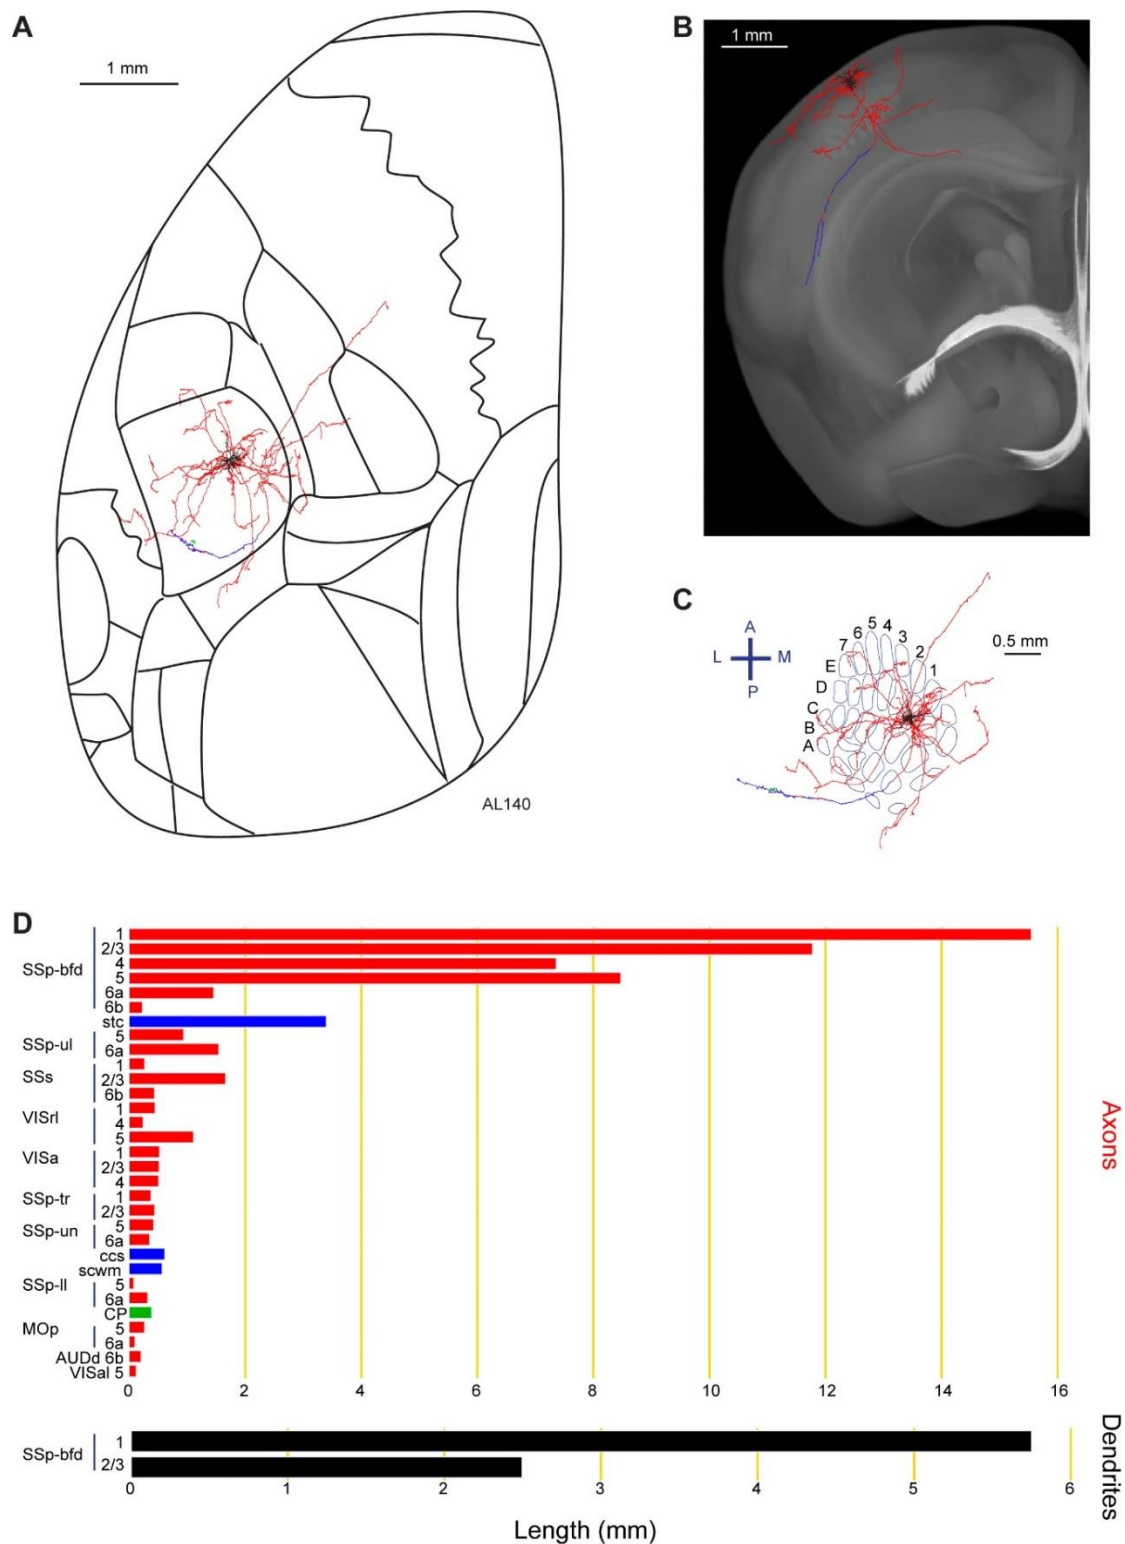 A
1 mm
AL140
B
1 mm
C
A
L M
P
7 6 5 4 3 2 1
E
D
C
B
A
0.5 mm
D
SSp-bfd 1
2/3
4
5
6a
6b
stc
SSp-ul 5
6a
SSs 1
2/3
6b
VISrl 1
4
5
VISa 1
2/3
4
SSp-tr 1
2/3
SSp-un 5
6a
ccs
scwm
SSp-ll 5
6a
CP
MOp 5
6a
AUDd 6b
VISal 5
0 2 4 6 8 10 12 14 16
Axons
SSp-bfd 1
2/3
0 1 2 3 4 5 6
Dendrites
Length (mm)